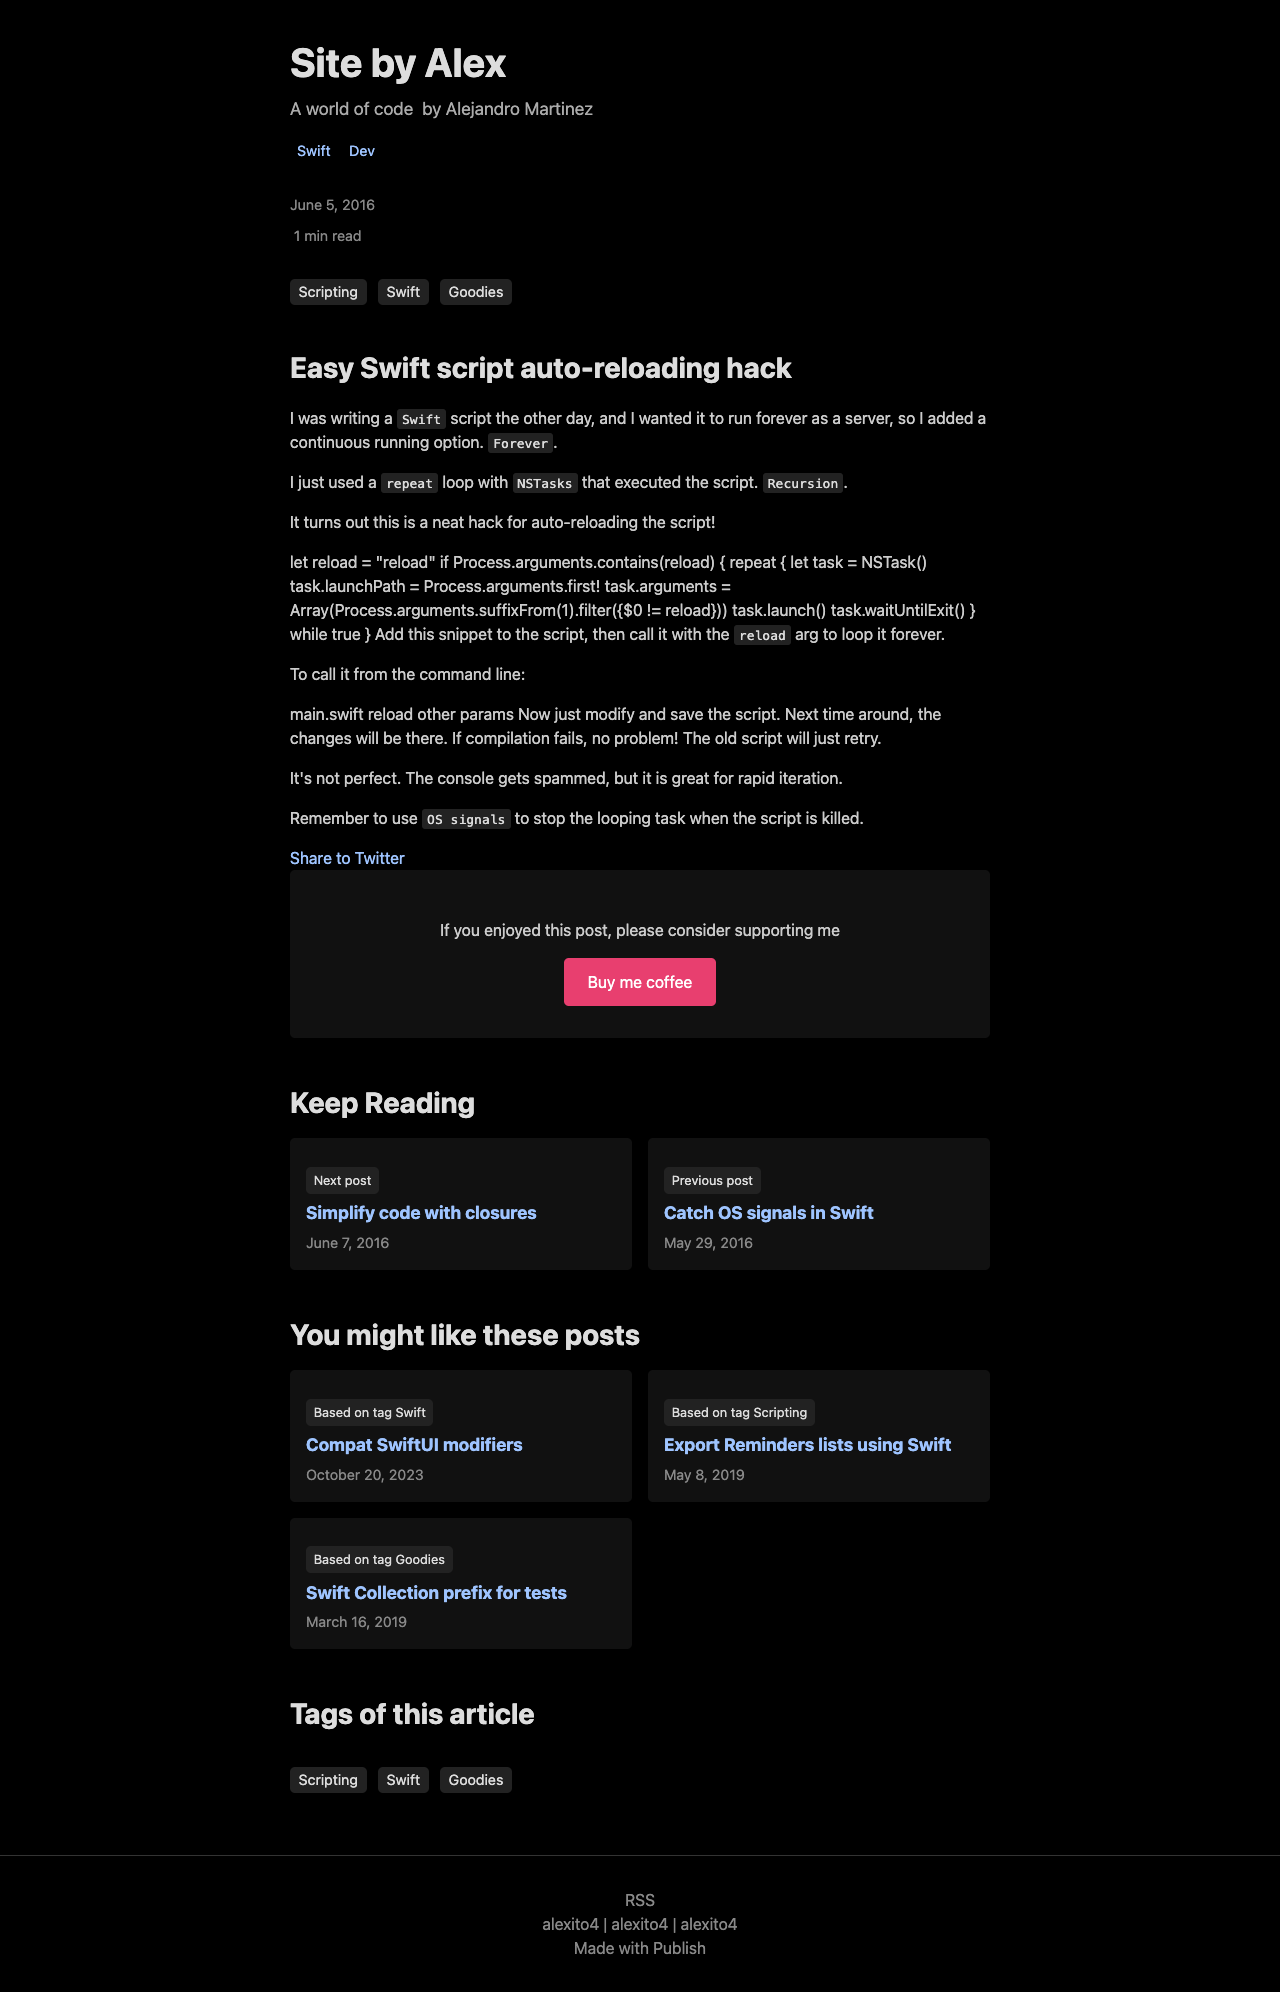 Site by Alex
A world of code  by Alejandro Martinez
Swift Dev
June 5, 2016
1 min read
Scripting Swift Goodies
Easy Swift script auto-reloading hack
I was writing a Swift script the other day, and I wanted it to run forever as a server, so I added a
continuous running option. Forever.
I just used a repeat loop with NSTasks that executed the script. Recursion.
It turns out this is a neat hack for auto-reloading the script!
let reload = "reload" if Process.arguments.contains(reload) { repeat { let task = NSTask()
task.launchPath = Process.arguments.first! task.arguments =
Array(Process.arguments.suffixFrom(1).filter({$0 != reload})) task.launch() task.waitUntilExit() }
while true } Add this snippet to the script, then call it with the reload arg to loop it forever.
To call it from the command line:
main.swift reload other params Now just modify and save the script. Next time around, the
changes will be there. If compilation fails, no problem! The old script will just retry.
It's not perfect. The console gets spammed, but it is great for rapid iteration.
Remember to use OS signals to stop the looping task when the script is killed.
Share to Twitter
If you enjoyed this post, please consider supporting me
Buy me coffee
Keep Reading
Next post
Simplify code with closures
June 7, 2016
Previous post
Catch OS signals in Swift
May 29, 2016
You might like these posts
Based on tag Swift
Compat SwiftUI modifiers
October 20, 2023
Based on tag Scripting
Export Reminders lists using Swift
May 8, 2019
Based on tag Goodies
Swift Collection prefix for tests
March 16, 2019
Tags of this article
Scripting Swift Goodies
RSS
alexito4 | alexito4 | alexito4
Made with Publish